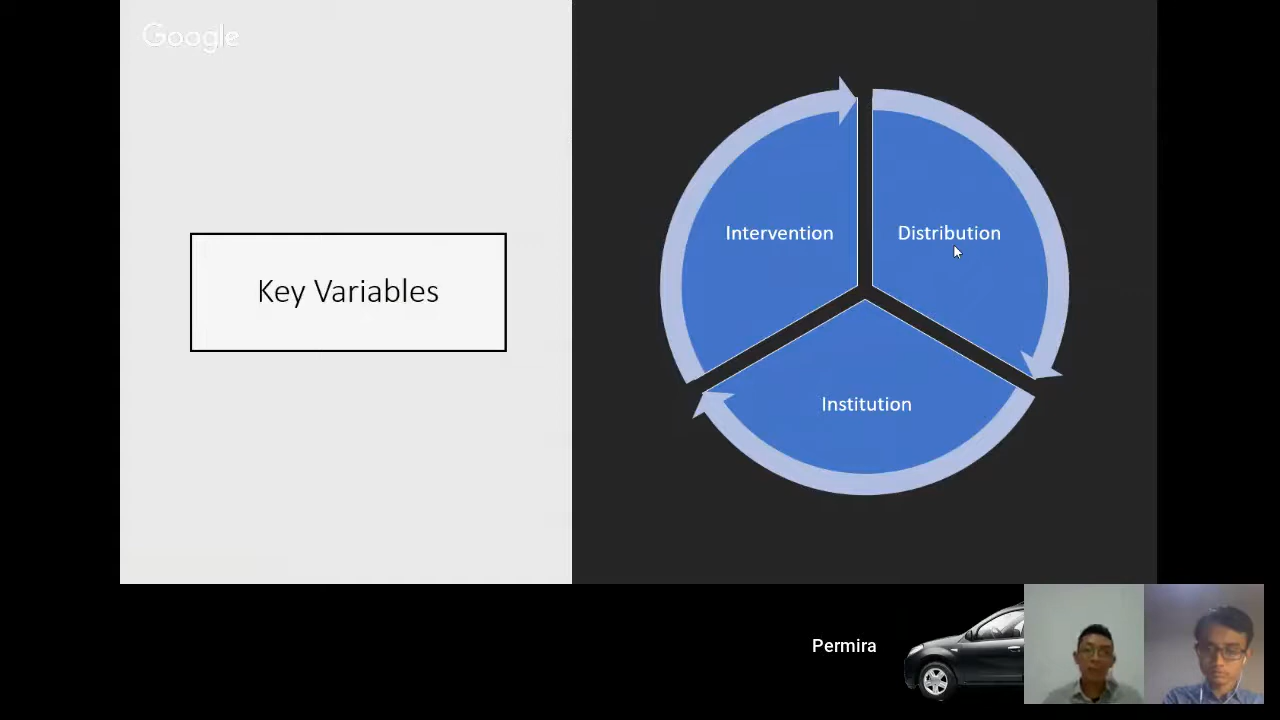 Google
Key Variables
Intervention
Distribution
Institution
Permira